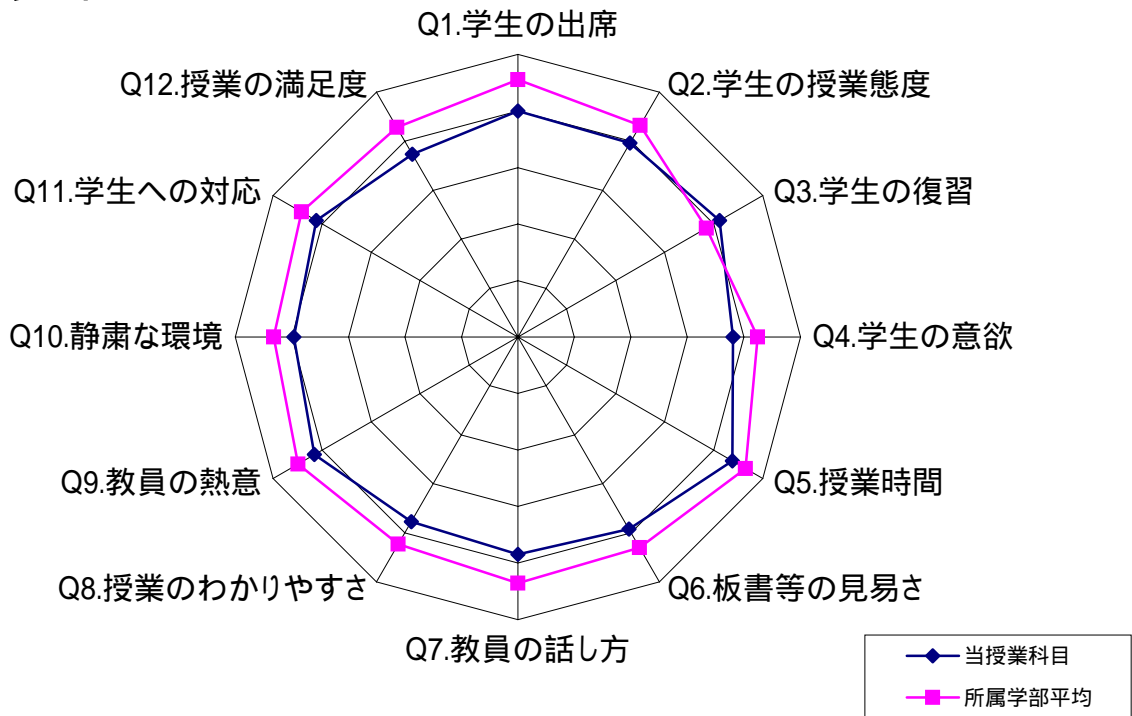 Q1.学生の出席
Q2.学生の授業態度
Q3.学生の復習
Q4.学生の意欲
Q5.授業時間
Q6.板書等の見易さ
Q7.教員の話し方
Q8.授業のわかりやすさ
Q9.教員の熱意
Q10.静粛な環境
Q11.学生への対応
Q12.授業の満足度
当授業科目
所属学部平均